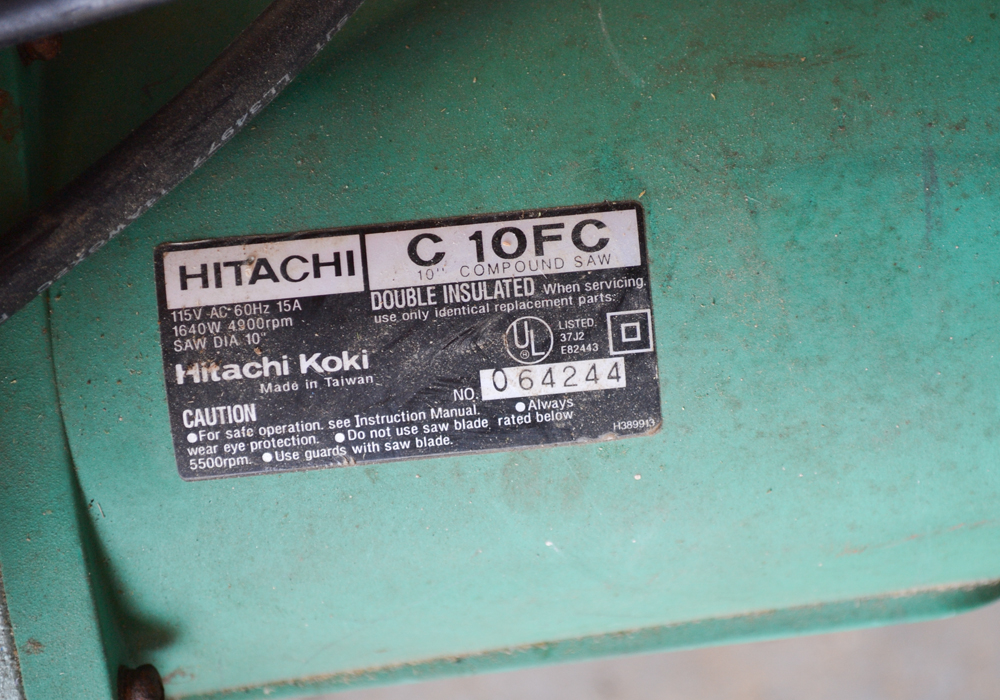 HITACHI
C 10FC
10" COMPOUND SAW
115V AC 60Hz 15A
1640W 4900rpm
SAW DIA 10"
DOUBLE INSULATED When servicing.
use only identical replacement parts.
UL
LISTED.
37J2
E82443
Hitachi Koki
Made in Taiwan
NO. 064244
CAUTION
●For safe operation. see Instruction Manual. ●Always
wear eye protection. ●Do not use saw blade rated below
5500rpm. ●Use guards with saw blade.
H389913